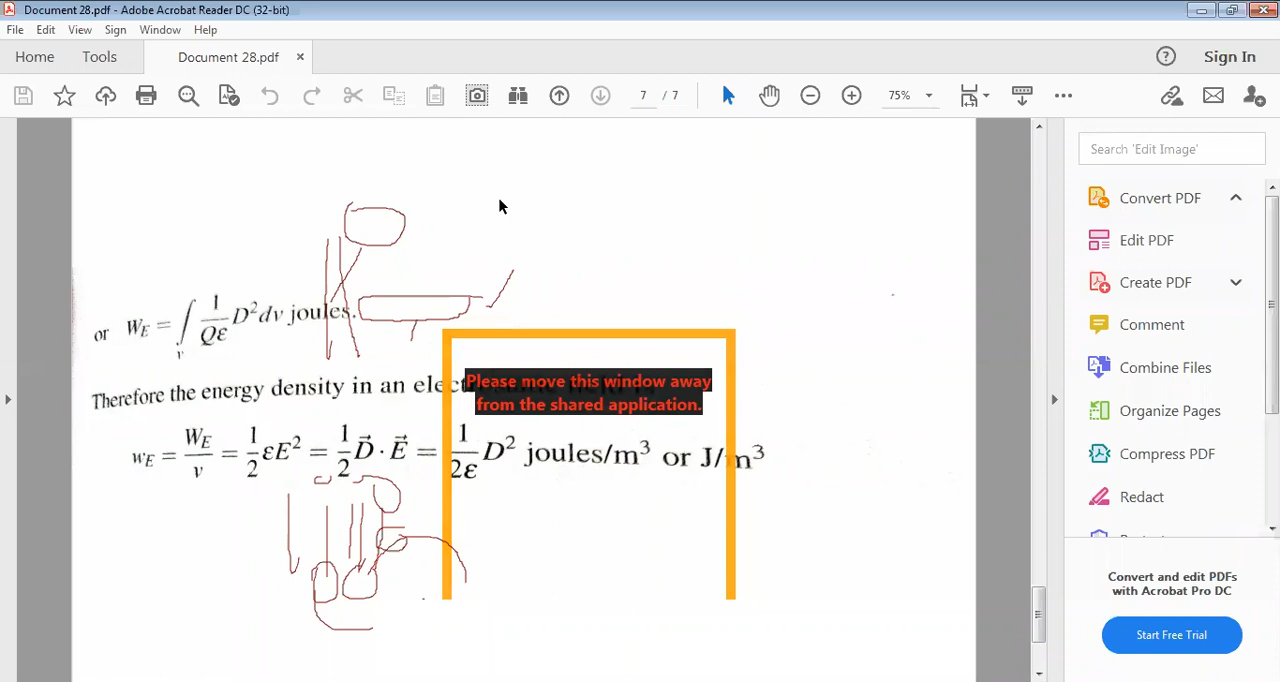 Document 28.pdf - Adobe Acrobat Reader DC (32-bit)
File Edit View Sign Window Help
Home Tools Document 28.pdf × Sign In
7 / 7 75%
Search 'Edit Image'
Convert PDF
Edit PDF
Create PDF
Comment
Combine Files
Organize Pages
Compress PDF
Redact
or W_E = ∫_v 1/Qε D² dv joules.
Please move this window away
from the shared application.
Therefore the energy density in an
w_E = W_E/v = 1/2 εE² = 1/2 D⃗ · E⃗ = 1/2ε D² joules/m³ or J/m³
Convert and edit PDFs
with Acrobat Pro DC
Start Free Trial